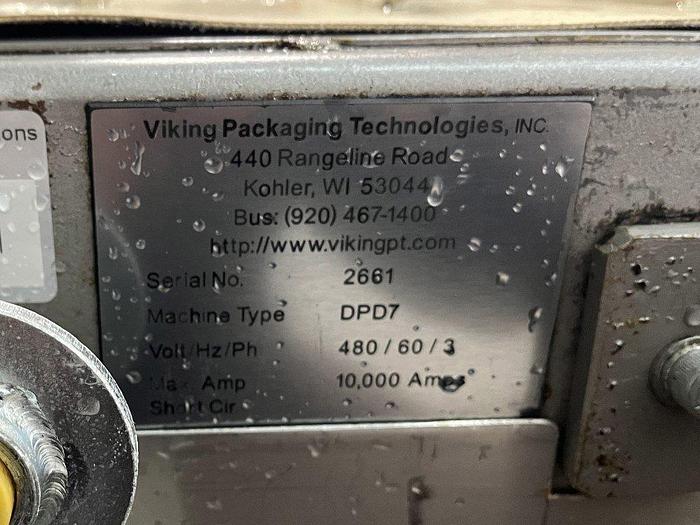 ons
Viking Packaging Technologies, INC.
440 Rangeline Road
Kohler, WI 53044
Bus: (920) 467-1400
http://www.vikingpt.com
Serial No. 2661
Machine Type DPD7
Volt/Hz/Ph 480 / 60 / 3
Max Amp 10,000 Amps
Short Cir